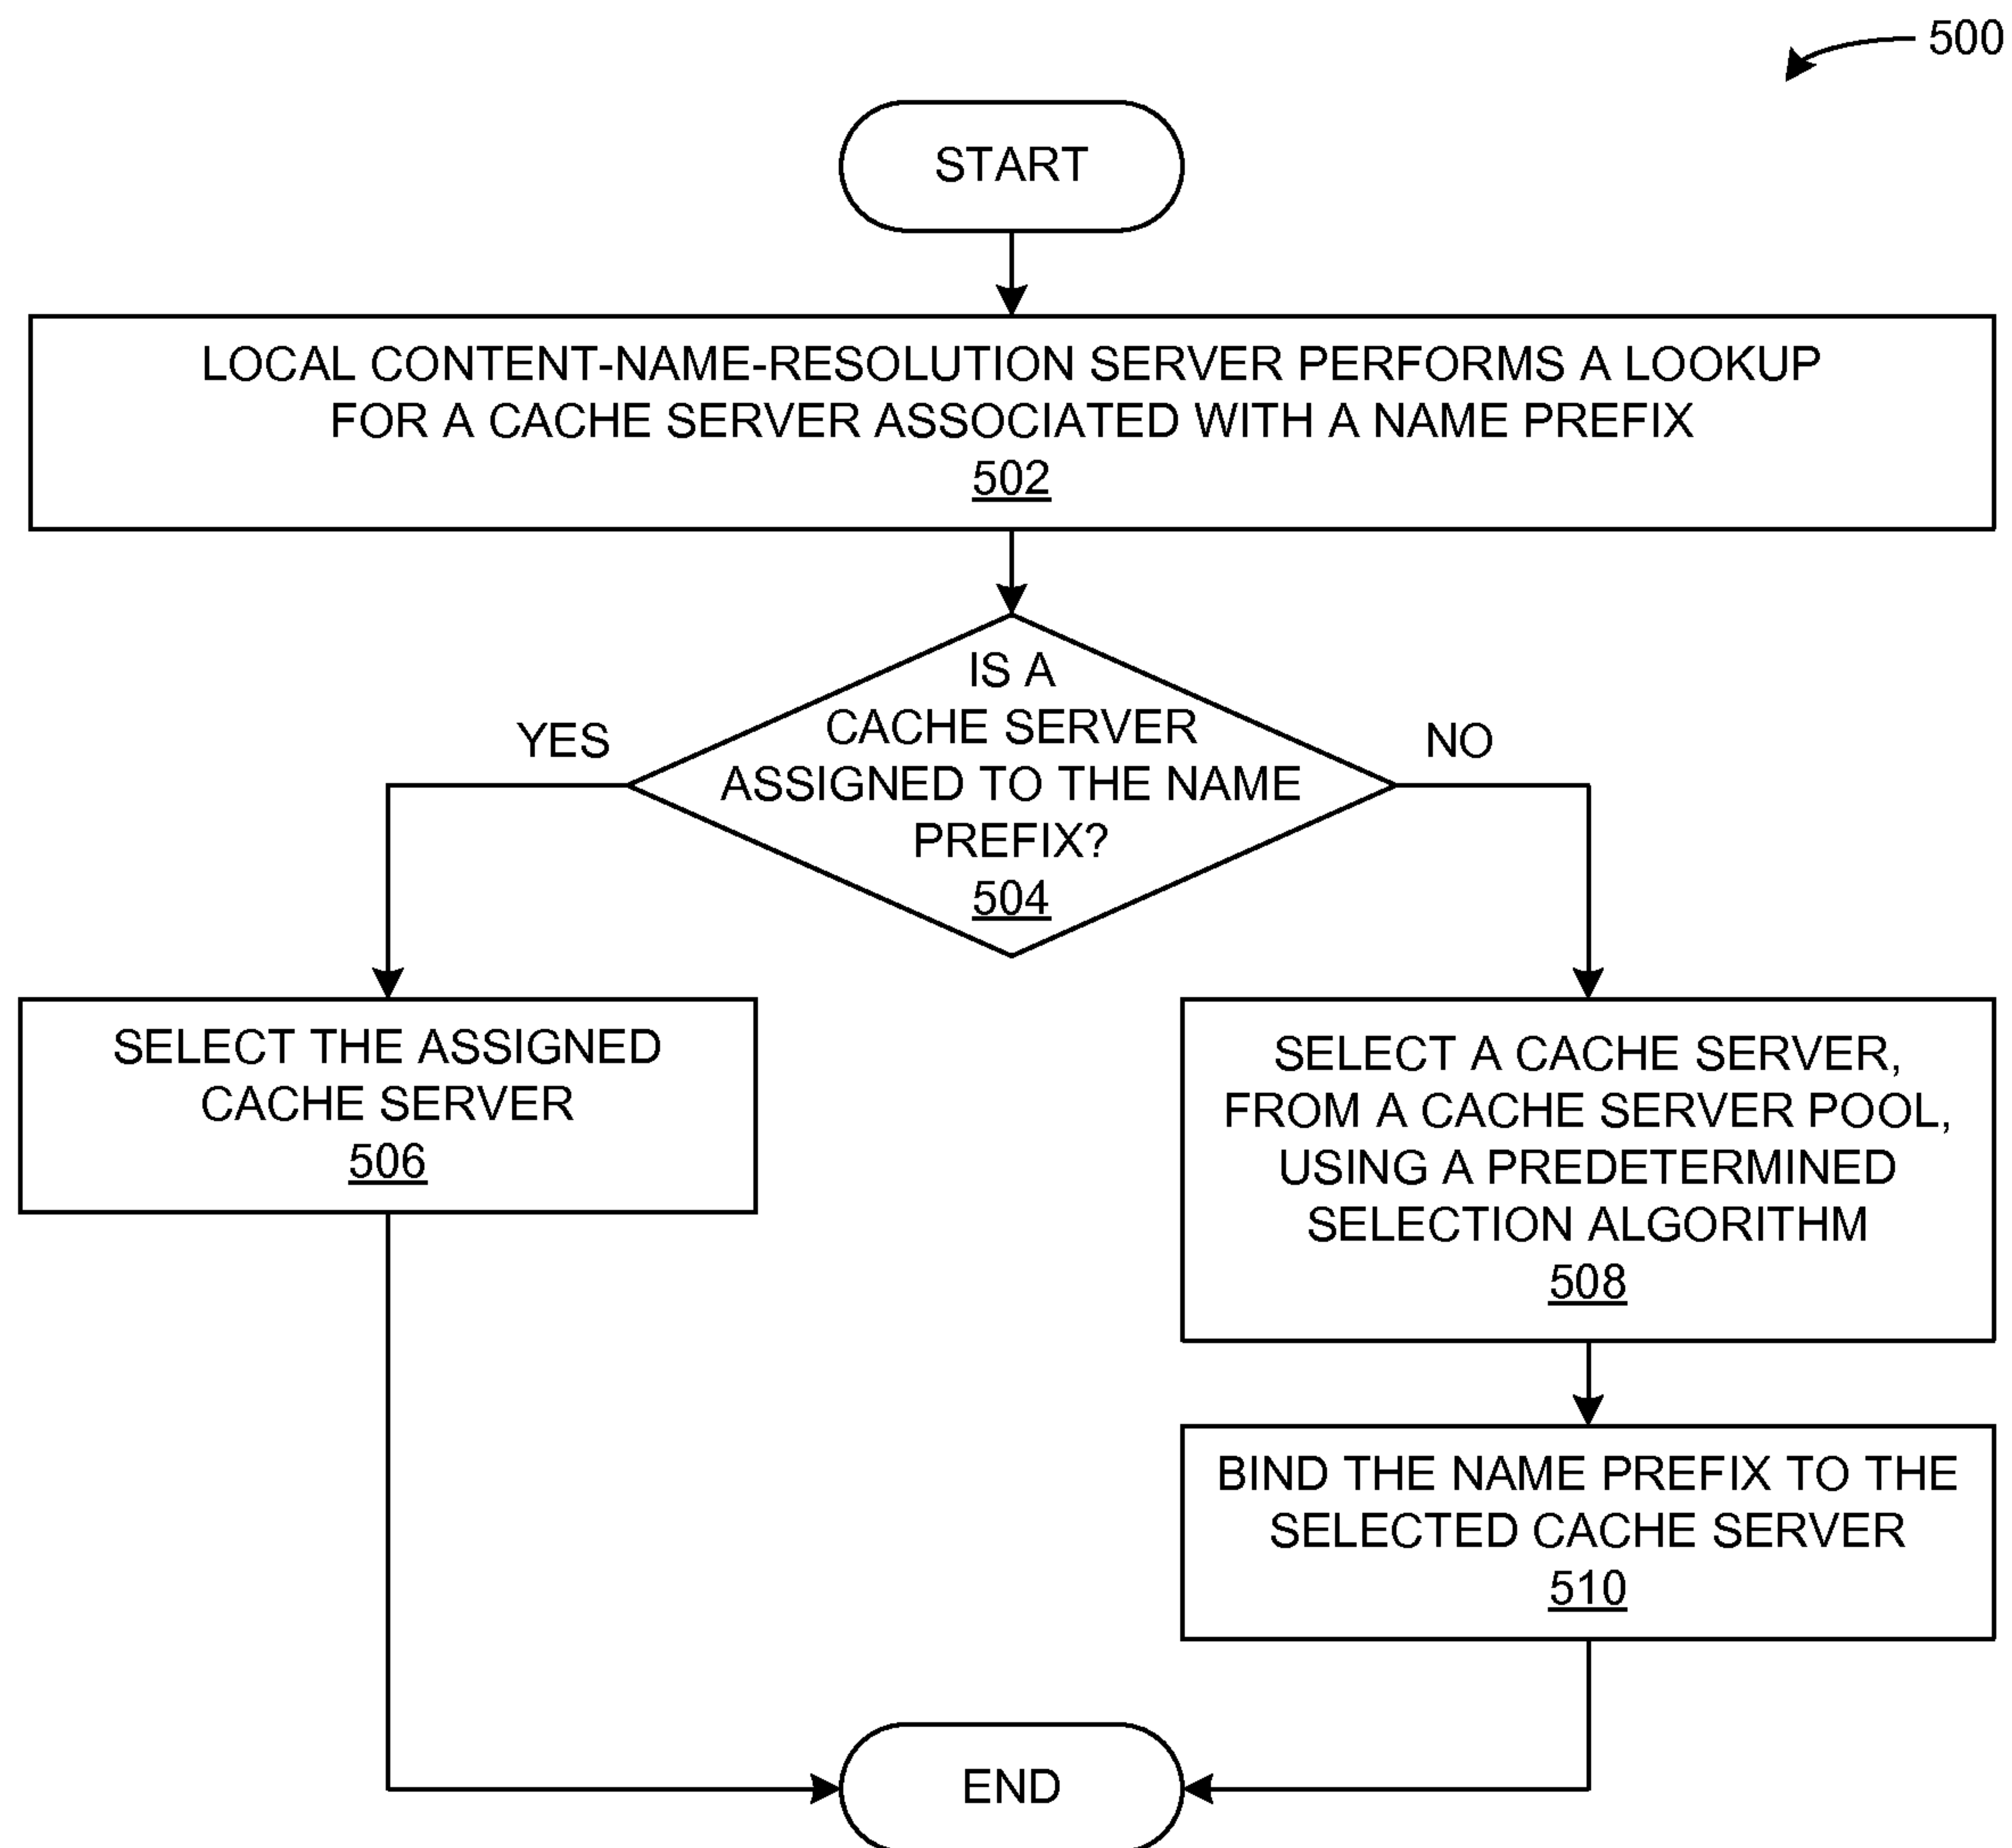 500
START
LOCAL CONTENT-NAME-RESOLUTION SERVER PERFORMS A LOOKUP
FOR A CACHE SERVER ASSOCIATED WITH A NAME PREFIX
502
IS A
CACHE SERVER
ASSIGNED TO THE NAME
PREFIX?
504
YES
NO
SELECT THE ASSIGNED
CACHE SERVER
506
SELECT A CACHE SERVER,
FROM A CACHE SERVER POOL,
USING A PREDETERMINED
SELECTION ALGORITHM
508
BIND THE NAME PREFIX TO THE
SELECTED CACHE SERVER
510
END